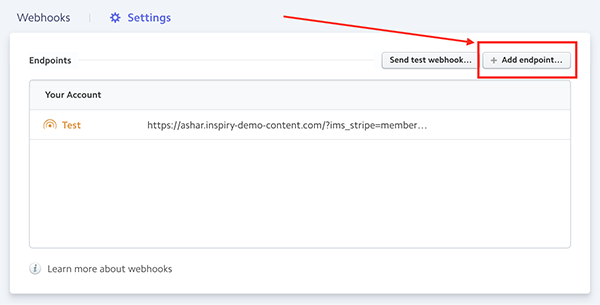 Webhooks Settings
Endpoints Send test webhook... + Add endpoint...
Your Account
Test https://ashar.inspiry-demo-content.com/?ims_stripe=member...
Learn more about webhooks